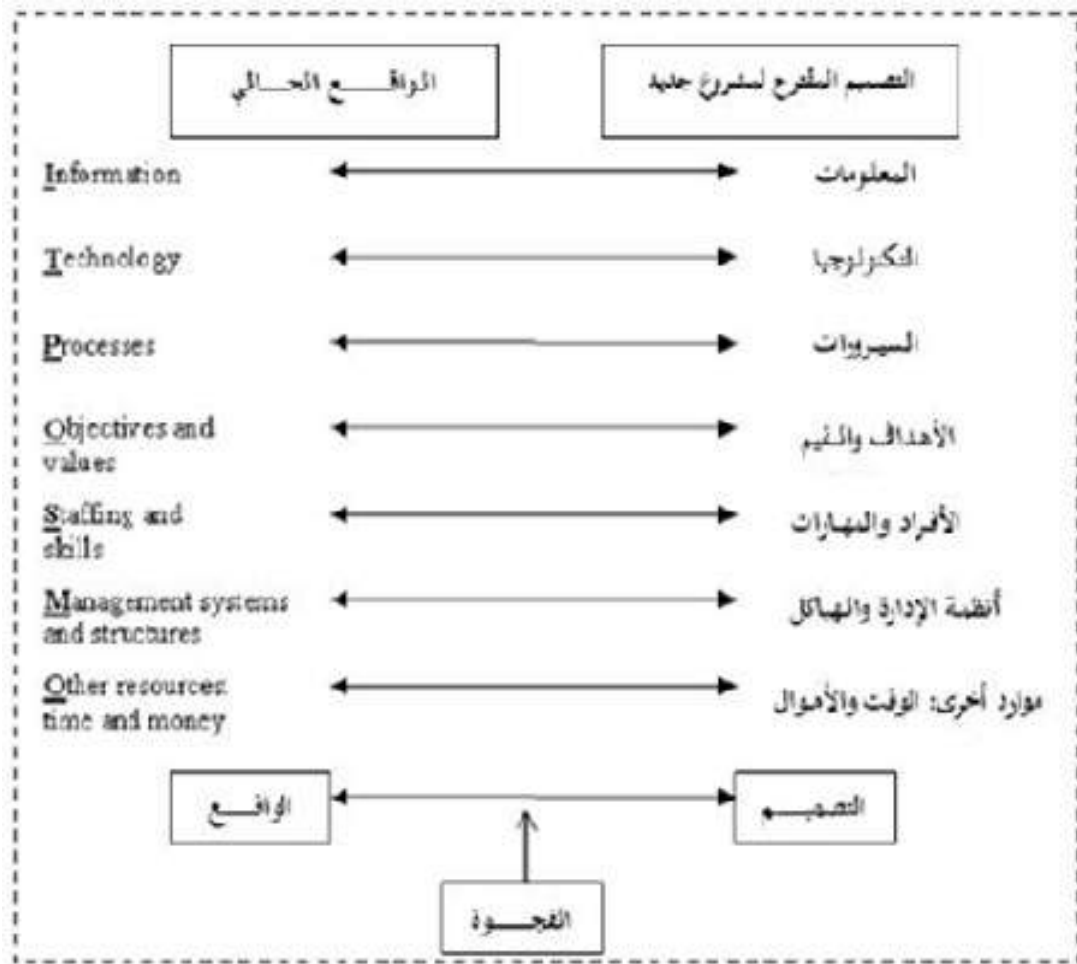 الواقـــــع الحـــالي
التصميم المقترح لمشروع جديد
Information
المعلومات
Technology
التكنولوجيا
Processes
السيرورات
Objectives and
values
الأهداف والقيم
Staffing and
skills
الأفراد والمهارات
Management systems
and structures
أنظمة الإدارة والهياكل
Other resources:
time and money
موارد أخرى: الوقت والأموال
الواقـــــع
التصميـــم
الفجـــوة